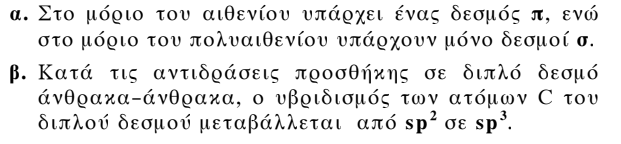 α. Στο μόριο του αιθενίου υπάρχει ένας δεσμός π, ενώ
στο μόριο του πολυαιθενίου υπάρχουν μόνο δεσμοί σ.
β. Κατά τις αντιδράσεις προσθήκης σε διπλό δεσμό
άνθρακα-άνθρακα, ο υβριδισμός των ατόμων C του
διπλού δεσμού μεταβάλλεται από sp² σε sp³.